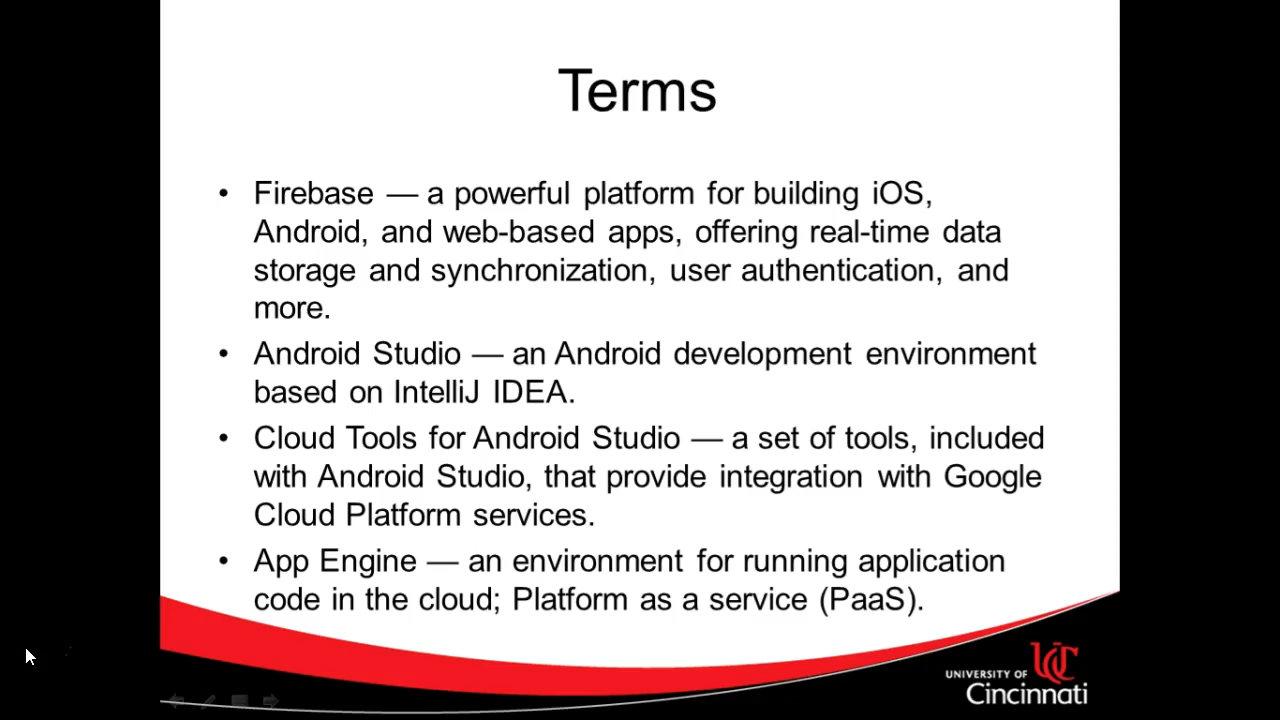 Terms
• Firebase — a powerful platform for building iOS,
Android, and web-based apps, offering real-time data
storage and synchronization, user authentication, and
more.
• Android Studio — an Android development environment
based on IntelliJ IDEA.
• Cloud Tools for Android Studio — a set of tools, included
with Android Studio, that provide integration with Google
Cloud Platform services.
• App Engine — an environment for running application
code in the cloud; Platform as a service (PaaS).
UC
UNIVERSITY OF
Cincinnati